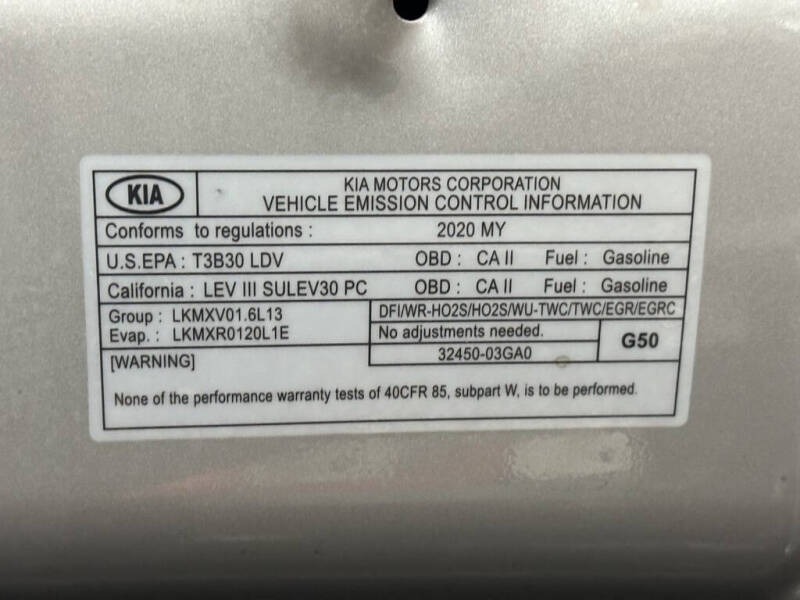 KIA
KIA MOTORS CORPORATION
VEHICLE EMISSION CONTROL INFORMATION
Conforms to regulations : 2020 MY
U.S.EPA : T3B30 LDV OBD : CA II Fuel : Gasoline
California : LEV III SULEV30 PC OBD : CA II Fuel : Gasoline
Group : LKMXV01.6L13
Evap. : LKMXR0120L1E
DFI/WR-HO2S/HO2S/WU-TWC/TWC/EGR/EGRC
No adjustments needed.
32450-03GA0
G50
[WARNING]
None of the performance warranty tests of 40CFR 85, subpart W, is to be performed.